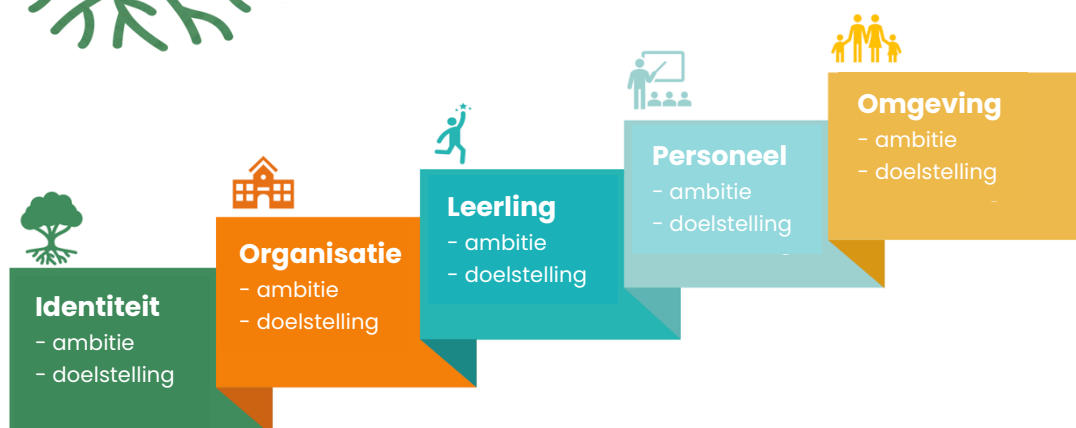 Identiteit
- ambitie
- doelstelling
Organisatie
- ambitie
- doelstelling
Leerling
- ambitie
- doelstelling
Personeel
- ambitie
- doelstelling
Omgeving
- ambitie
- doelstelling